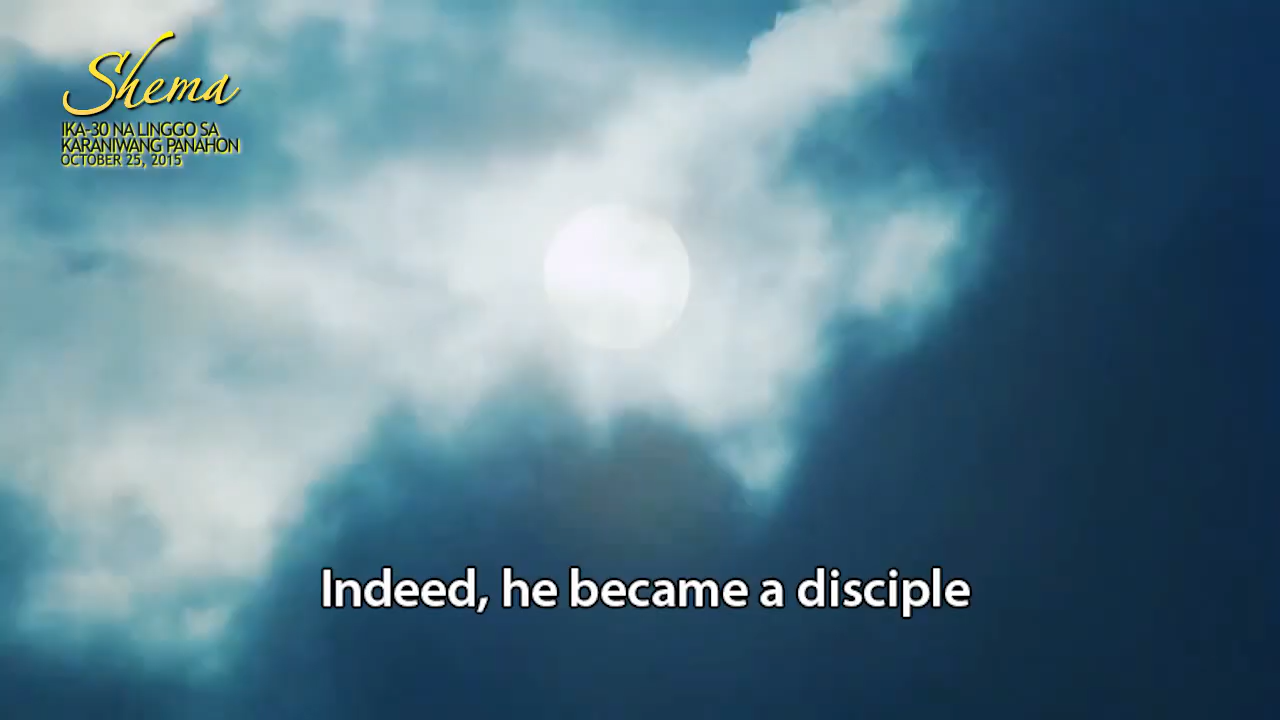 Shema
IKA-30 NA LINGGO SA
KARANIWANG PANAHON
OCTOBER 25, 2015
Indeed, he became a disciple